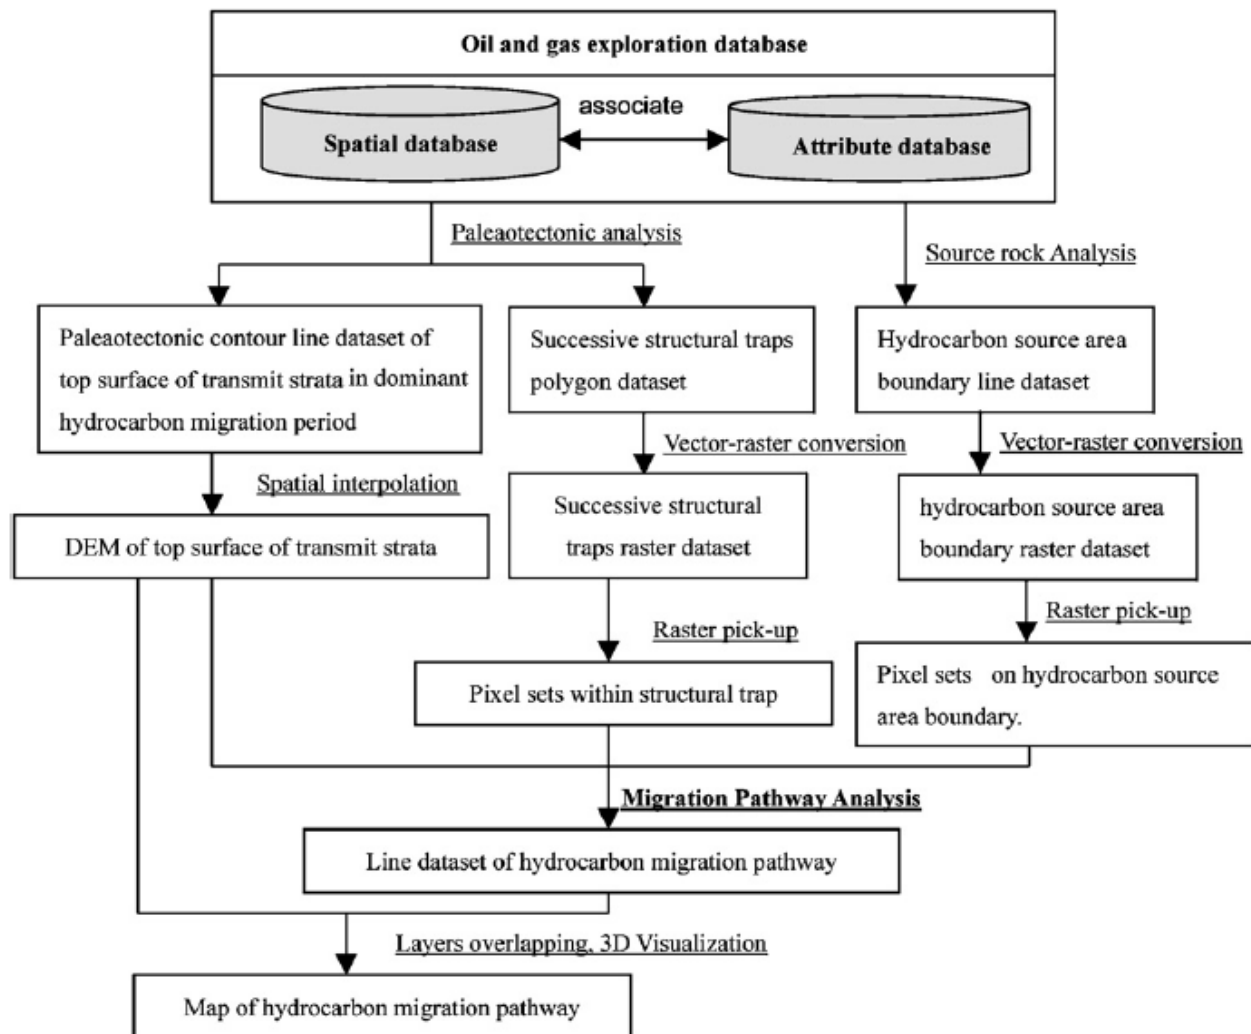 Oil and gas exploration database
associate
Spatial database
Attribute database
Paleaotectonic analysis
Source rock Analysis
Paleaotectonic contour line dataset of
top surface of transmit strata in dominant
hydrocarbon migration period
Successive structural traps
polygon dataset
Hydrocarbon source area
boundary line dataset
Vector-raster conversion
Vector-raster conversion
Spatial interpolation
DEM of top surface of transmit strata
Successive structural
traps raster dataset
hydrocarbon source area
boundary raster dataset
Raster pick-up
Raster pick-up
Pixel sets within structural trap
Pixel sets on hydrocarbon source
area boundary.
Migration Pathway Analysis
Line dataset of hydrocarbon migration pathway
Layers overlapping, 3D Visualization
Map of hydrocarbon migration pathway